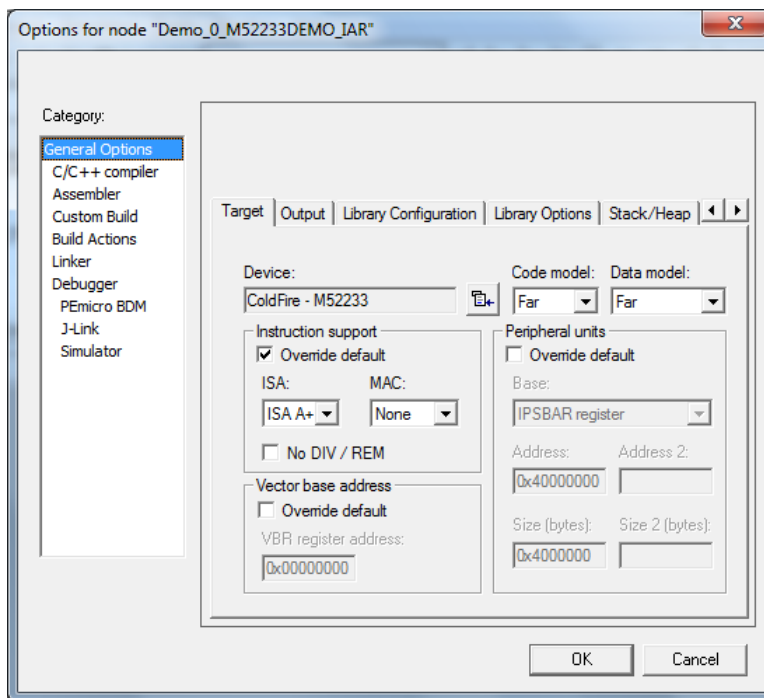 Options for node "Demo_0_M52233DEMO_IAR"
Category:
General Options
C/C++ compiler
Assembler
Custom Build
Build Actions
Linker
Debugger
PEmicro BDM
J-Link
Simulator
Target Output Library Configuration Library Options Stack/Heap
Device: Code model: Data model:
ColdFire - M52233 Far Far
Instruction support
Override default
ISA: MAC:
ISA A+ None
No DIV / REM
Vector base address
Override default
VBR register address:
0x00000000
Peripheral units
Override default
Base:
IPSBAR register
Address: Address 2:
0x40000000
Size (bytes): Size 2 (bytes):
0x4000000
OK Cancel